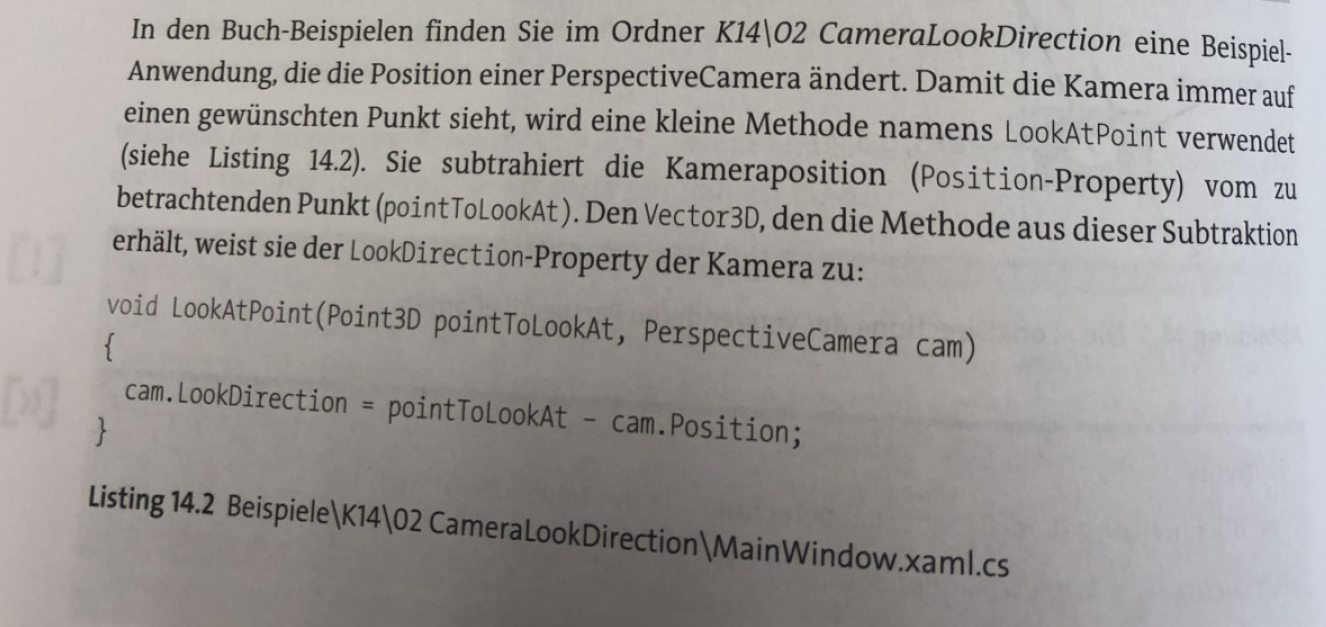 In den Buch-Beispielen finden Sie im Ordner K14\02 CameraLookDirection eine Beispiel-
Anwendung, die die Position einer PerspectiveCamera ändert. Damit die Kamera immer auf
einen gewünschten Punkt sieht, wird eine kleine Methode namens LookAtPoint verwendet
(siehe Listing 14.2). Sie subtrahiert die Kameraposition (Position-Property) vom zu
betrachtenden Punkt (pointToLookAt). Den Vector3D, den die Methode aus dieser Subtraktion
erhält, weist sie der LookDirection-Property der Kamera zu:
void LookAtPoint(Point3D pointToLookAt, PerspectiveCamera cam)
{
cam.LookDirection = pointToLookAt - cam.Position;
}
Listing 14.2 Beispiele\K14\02 CameraLookDirection\MainWindow.xaml.cs